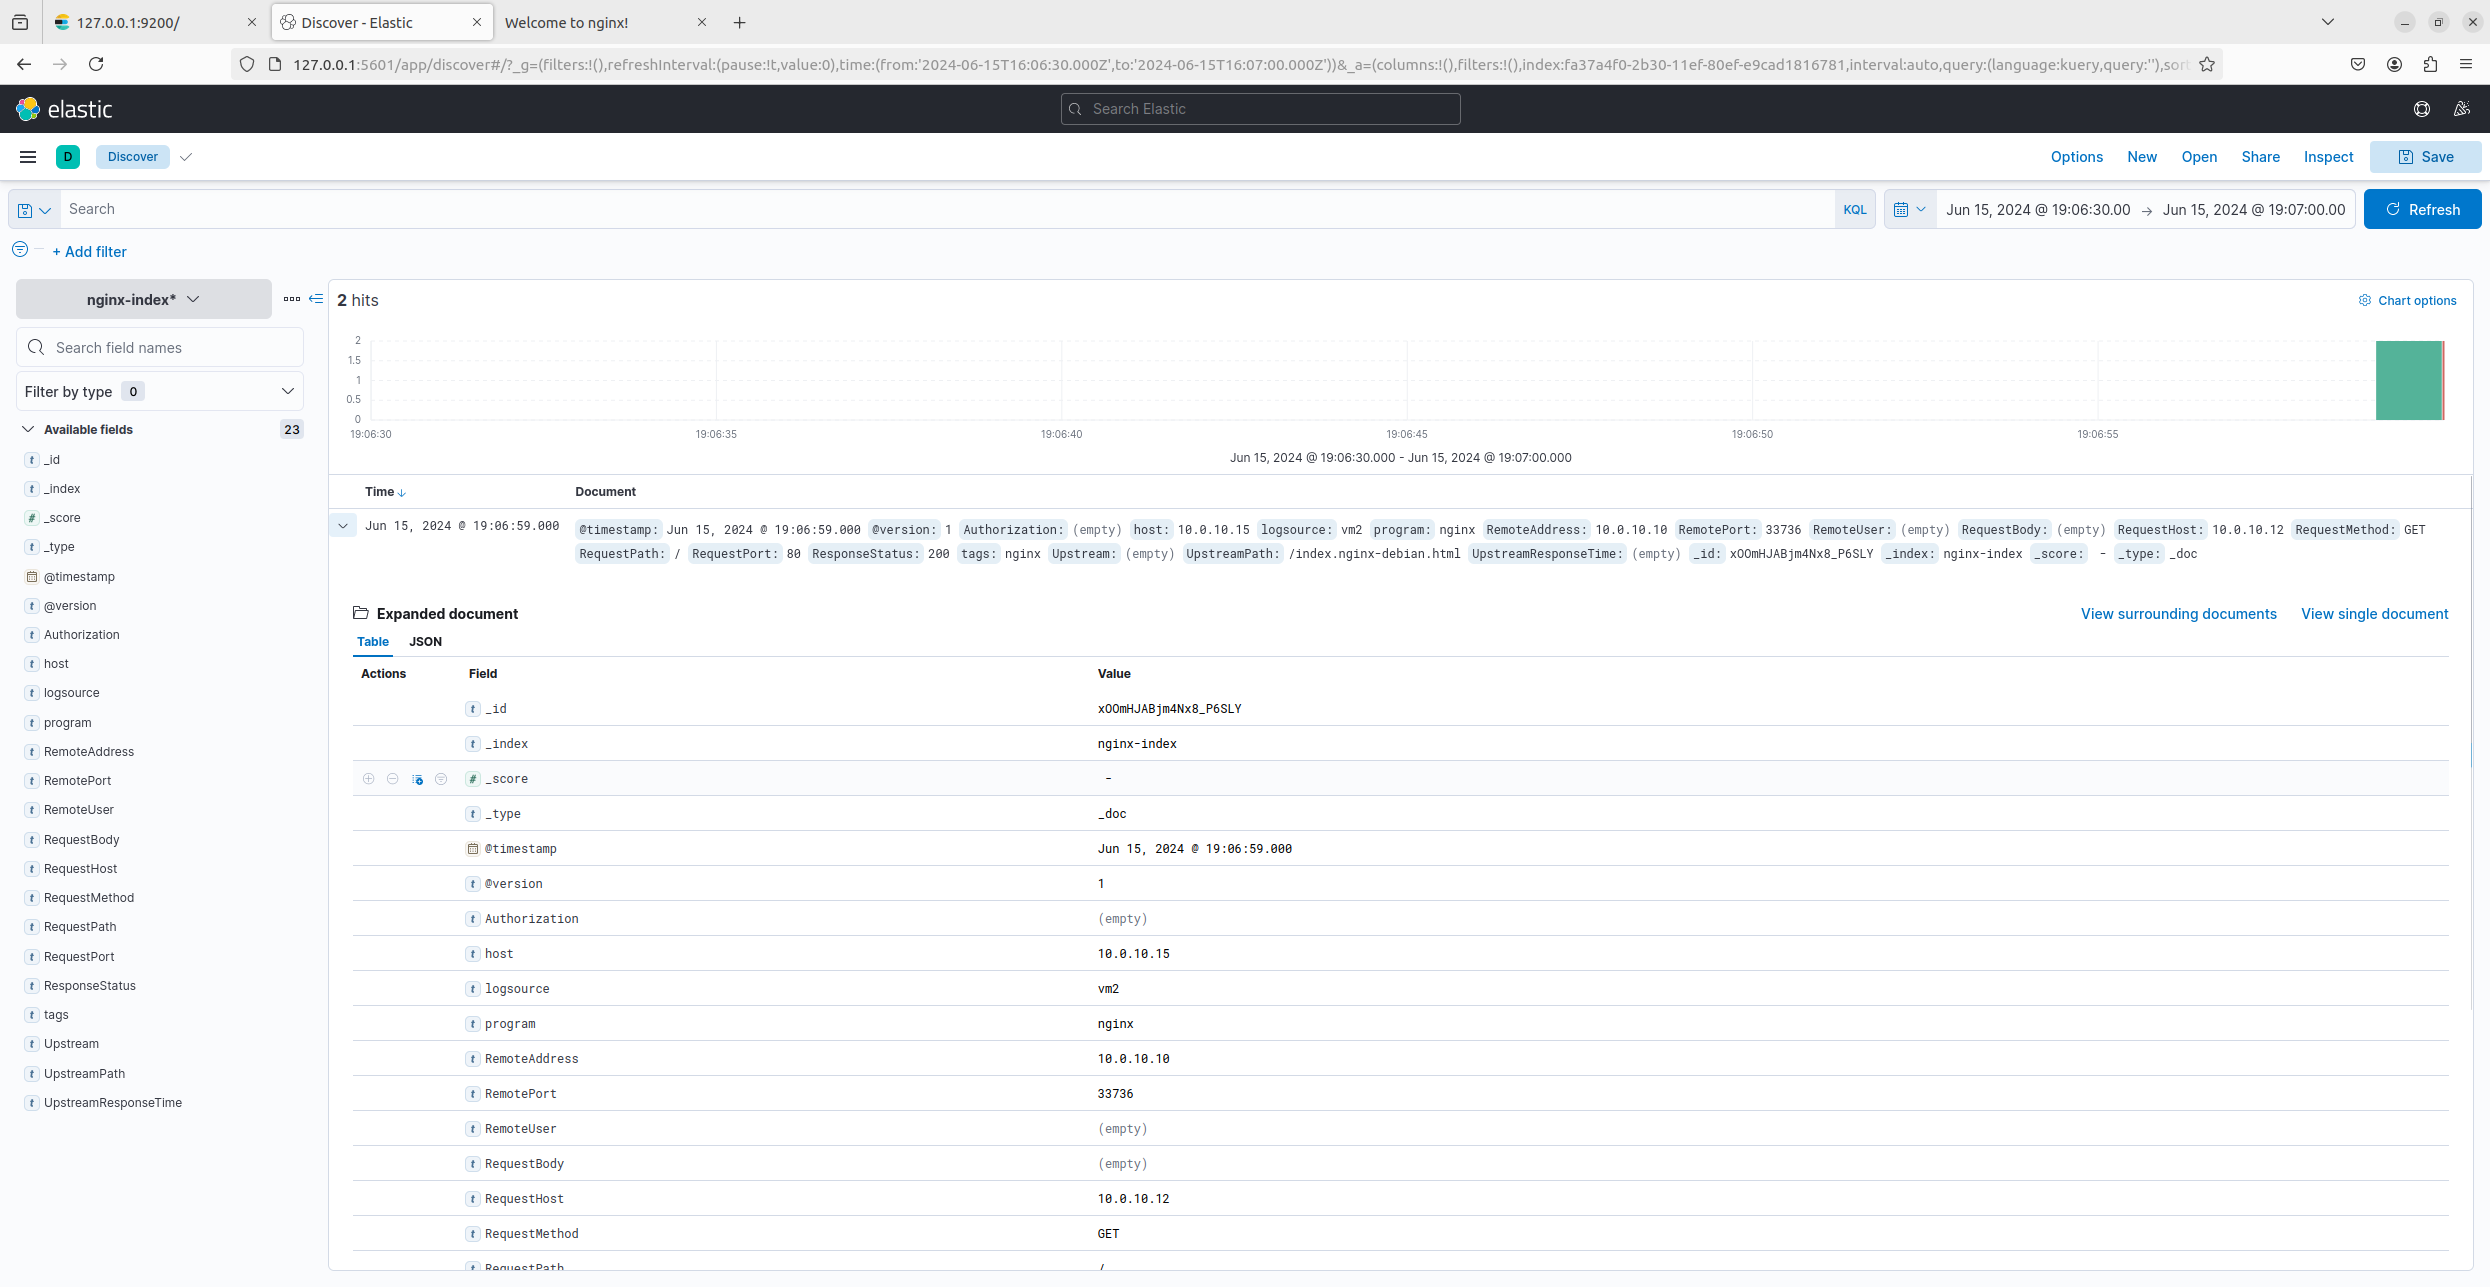 127.0.0.1:9200/
Discover - Elastic
Welcome to nginx!
127.0.0.1:5601/app/discover#/?_g=(filters:!(),refreshInterval:(pause:!t,value:0),time:(from:'2024-06-15T16:06:30.000Z',to:'2024-06-15T16:07:00.000Z'))&_a=(columns:!(),filters:!(),index:fa37a4f0-2b30-11ef-80ef-e9cad1816781,interval:auto,query:(language:kuery,query:''),sort
elastic
Search Elastic
D
Discover
Options
New
Open
Share
Inspect
Save
Search
KQL
Jun 15, 2024 @ 19:06:30.00 → Jun 15, 2024 @ 19:07:00.00
Refresh
+ Add filter
nginx-index*
Search field names
Filter by type 0
Available fields 23
t _id
t _index
# _score
t _type
@timestamp
t @version
t Authorization
t host
t logsource
t program
t RemoteAddress
t RemotePort
t RemoteUser
t RequestBody
t RequestHost
t RequestMethod
t RequestPath
t RequestPort
t ResponseStatus
t tags
t Upstream
t UpstreamPath
t UpstreamResponseTime
2 hits
Chart options
2
1.5
1
0.5
0
19:06:30 19:06:35 19:06:40 19:06:45 19:06:50 19:06:55
Jun 15, 2024 @ 19:06:30.000 - Jun 15, 2024 @ 19:07:00.000
Time ↓ Document
Jun 15, 2024 @ 19:06:59.000
@timestamp: Jun 15, 2024 @ 19:06:59.000 @version: 1 Authorization: (empty) host: 10.0.10.15 logsource: vm2 program: nginx RemoteAddress: 10.0.10.10 RemotePort: 33736 RemoteUser: (empty) RequestBody: (empty) RequestHost: 10.0.10.12 RequestMethod: GET
RequestPath: / RequestPort: 80 ResponseStatus: 200 tags: nginx Upstream: (empty) UpstreamPath: /index.nginx-debian.html UpstreamResponseTime: (empty) _id: xOOmHJABjm4Nx8_P6SLY _index: nginx-index _score: - _type: _doc
Expanded document
View surrounding documents
View single document
Table JSON
Actions Field Value
t _id xOOmHJABjm4Nx8_P6SLY
t _index nginx-index
# _score -
t _type _doc
@timestamp Jun 15, 2024 @ 19:06:59.000
t @version 1
t Authorization (empty)
t host 10.0.10.15
t logsource vm2
t program nginx
t RemoteAddress 10.0.10.10
t RemotePort 33736
t RemoteUser (empty)
t RequestBody (empty)
t RequestHost 10.0.10.12
t RequestMethod GET
RequestPath /